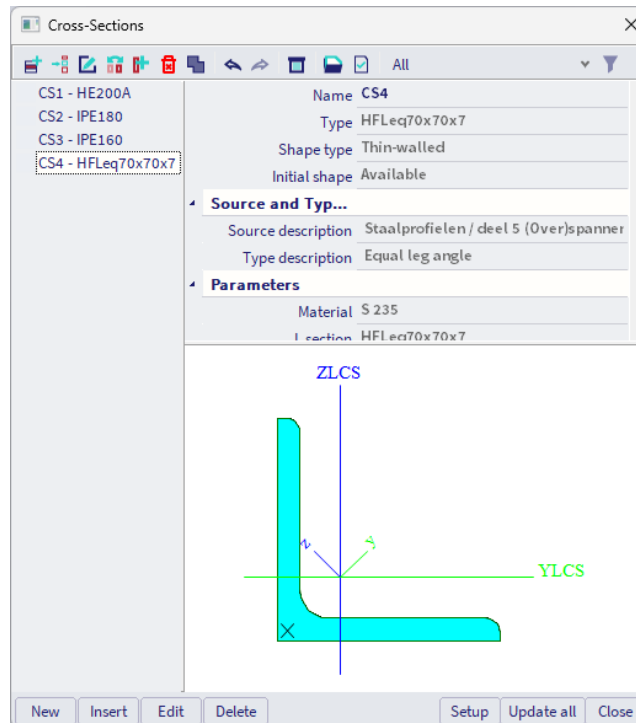 Cross-Sections
All
CS1 - HE200A
CS2 - IPE180
CS3 - IPE160
CS4 - HFLeq70x70x7
Name CS4
Type HFLeq70x70x7
Shape type Thin-walled
Initial shape Available
Source and Typ...
Source description Staalprofielen / deel 5 (Over)spanner
Type description Equal leg angle
Parameters
Material S 235
L section HFLeq70x70x7
ZLCS
z y
YLCS
New Insert Edit Delete Setup Update all Close